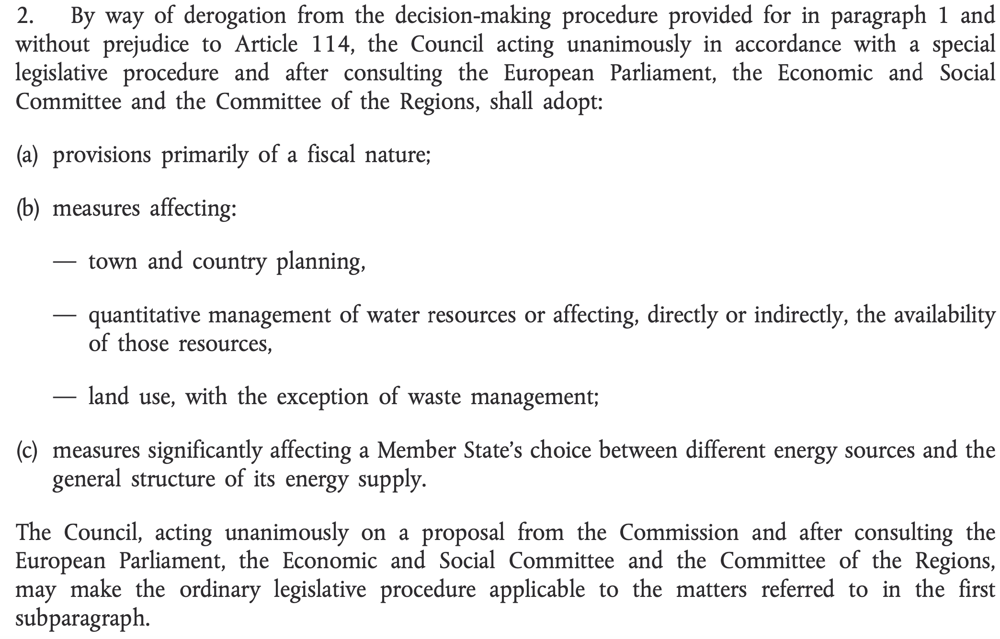 2. By way of derogation from the decision-making procedure provided for in paragraph 1 and
without prejudice to Article 114, the Council acting unanimously in accordance with a special
legislative procedure and after consulting the European Parliament, the Economic and Social
Committee and the Committee of the Regions, shall adopt:
(a) provisions primarily of a fiscal nature;
(b) measures affecting:
— town and country planning,
— quantitative management of water resources or affecting, directly or indirectly, the availability
of those resources,
— land use, with the exception of waste management;
(c) measures significantly affecting a Member State’s choice between different energy sources and the
general structure of its energy supply.
The Council, acting unanimously on a proposal from the Commission and after consulting the
European Parliament, the Economic and Social Committee and the Committee of the Regions,
may make the ordinary legislative procedure applicable to the matters referred to in the first
subparagraph.